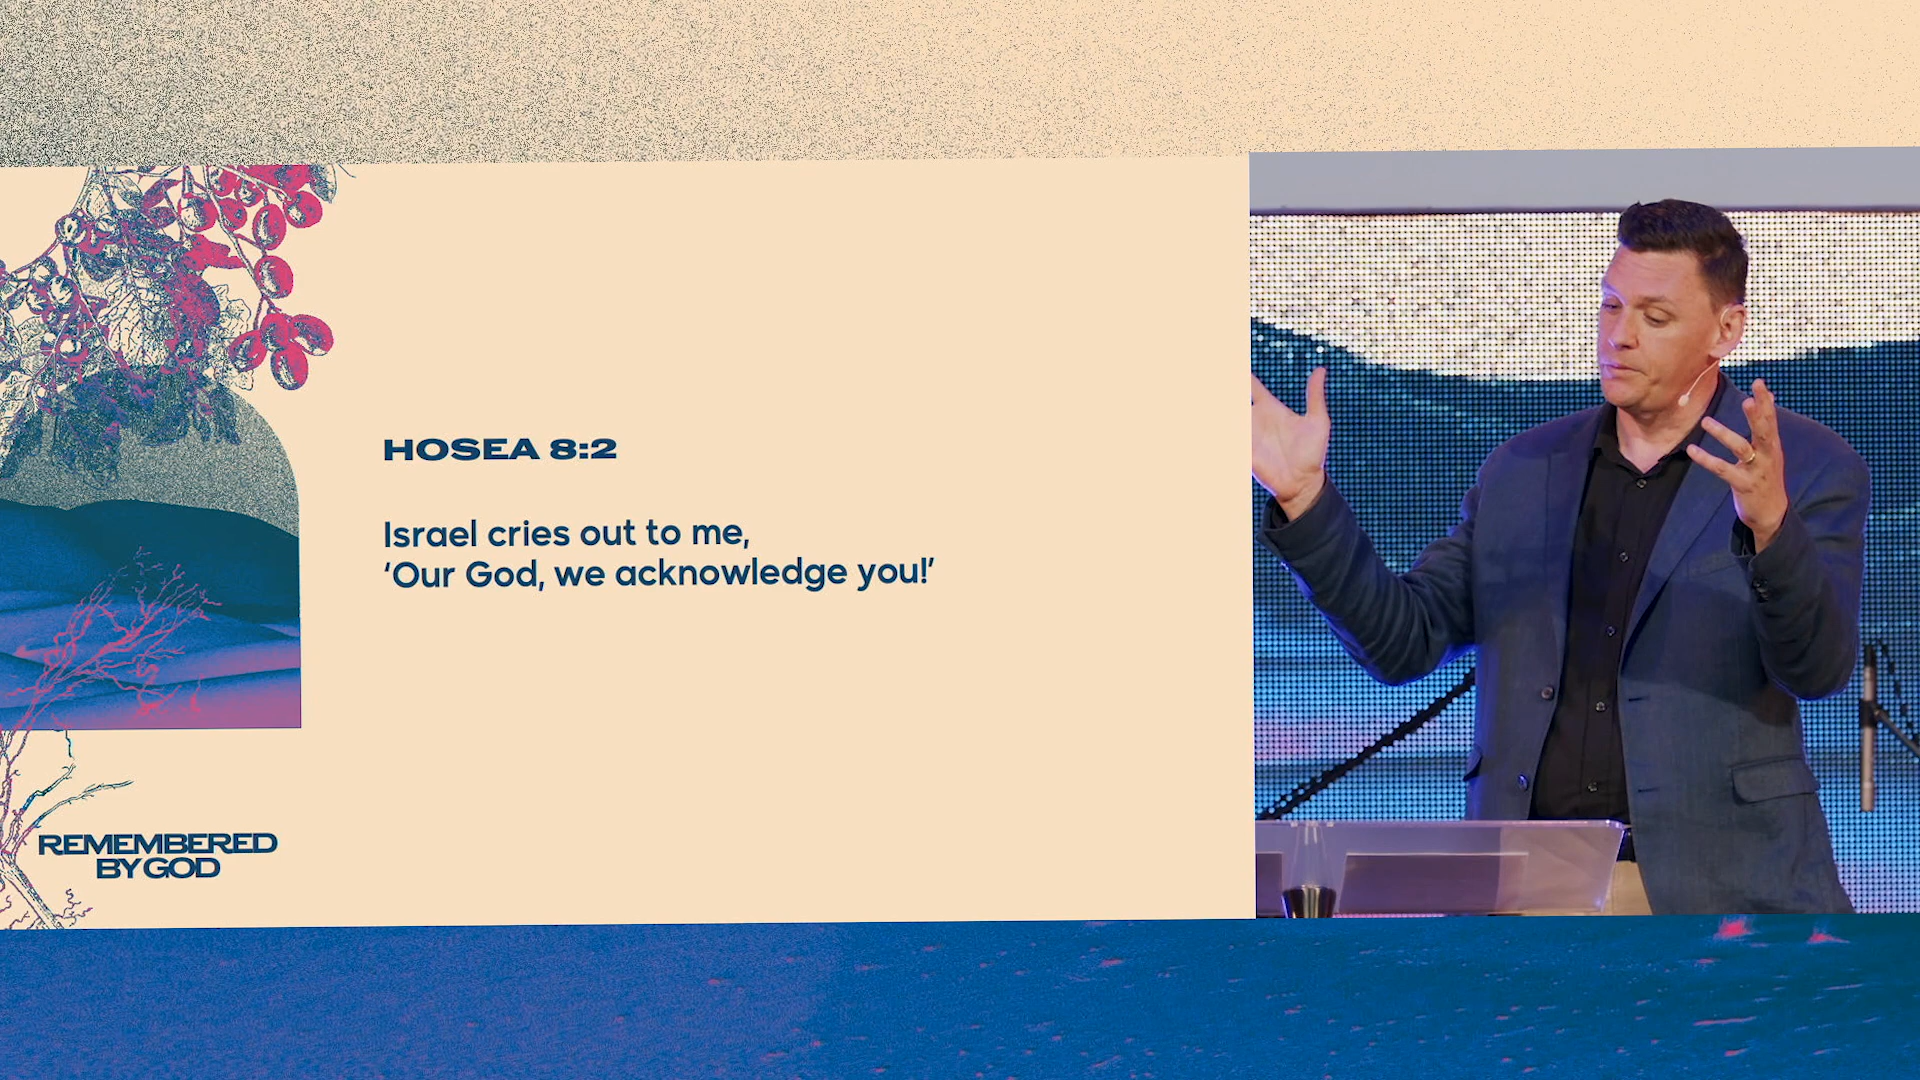 HOSEA 8:2
Israel cries out to me,
‘Our God, we acknowledge you!’
REMEMBERED
BY GOD